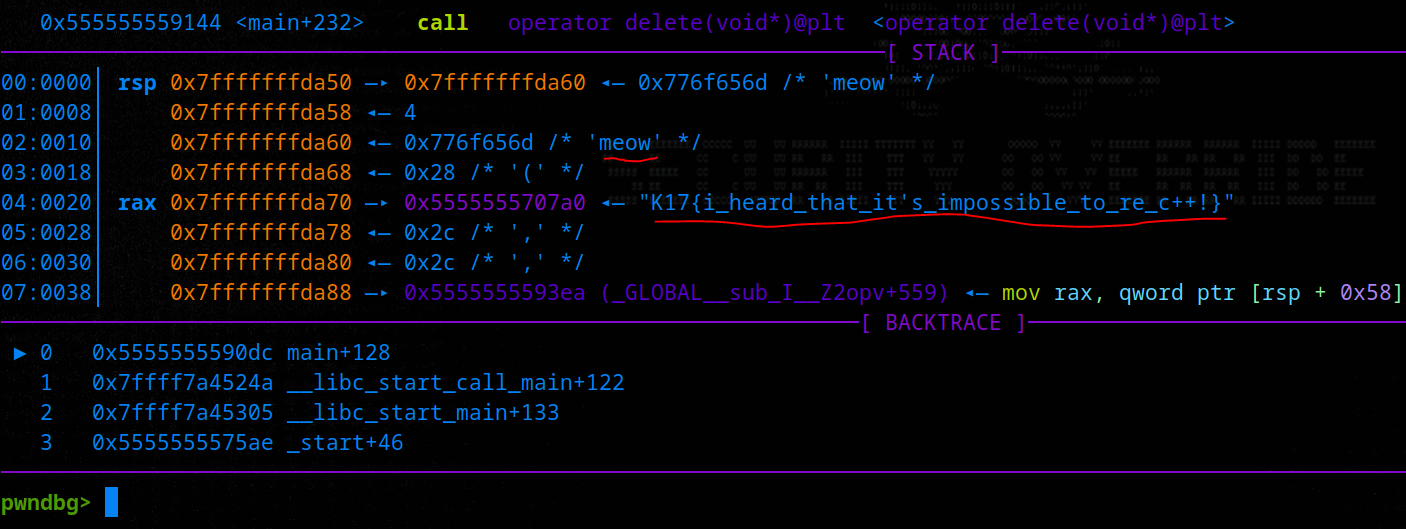 0x555555559144 <main+232>    call   operator delete(void*)@plt  <operator delete(void*)@plt>
[ STACK ]
00:0000│ rsp 0x7fffffffda50 —▸ 0x7fffffffda60 ◂— 0x776f656d /* 'meow' */
01:0008│     0x7fffffffda58 ◂— 4
02:0010│     0x7fffffffda60 ◂— 0x776f656d /* 'meow' */
03:0018│     0x7fffffffda68 ◂— 0x28 /* '(' */
04:0020│ rax 0x7fffffffda70 —▸ 0x5555555707a0 ◂— "K17{i_heard_that_it's_impossible_to_re_c++!}"
05:0028│     0x7fffffffda78 ◂— 0x2c /* ',' */
06:0030│     0x7fffffffda80 ◂— 0x2c /* ',' */
07:0038│     0x7fffffffda88 —▸ 0x5555555593ea (_GLOBAL__sub_I__Z2opv+559) ◂— mov rax, qword ptr [rsp + 0x58]
[ BACKTRACE ]
► 0   0x5555555590dc main+128
1   0x7ffff7a4524a __libc_start_call_main+122
2   0x7ffff7a45305 __libc_start_main+133
3   0x5555555575ae _start+46
pwndbg>